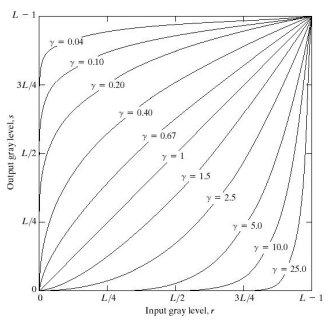 L − 1
γ = 0.04
γ = 0.10
3L/4
γ = 0.20
γ = 0.40
γ = 0.67
L/2
γ = 1
γ = 1.5
γ = 2.5
L/4
γ = 5.0
γ = 10.0
γ = 25.0
0
0
L/4
L/2
3L/4
L − 1
Output gray level, s
Input gray level, r